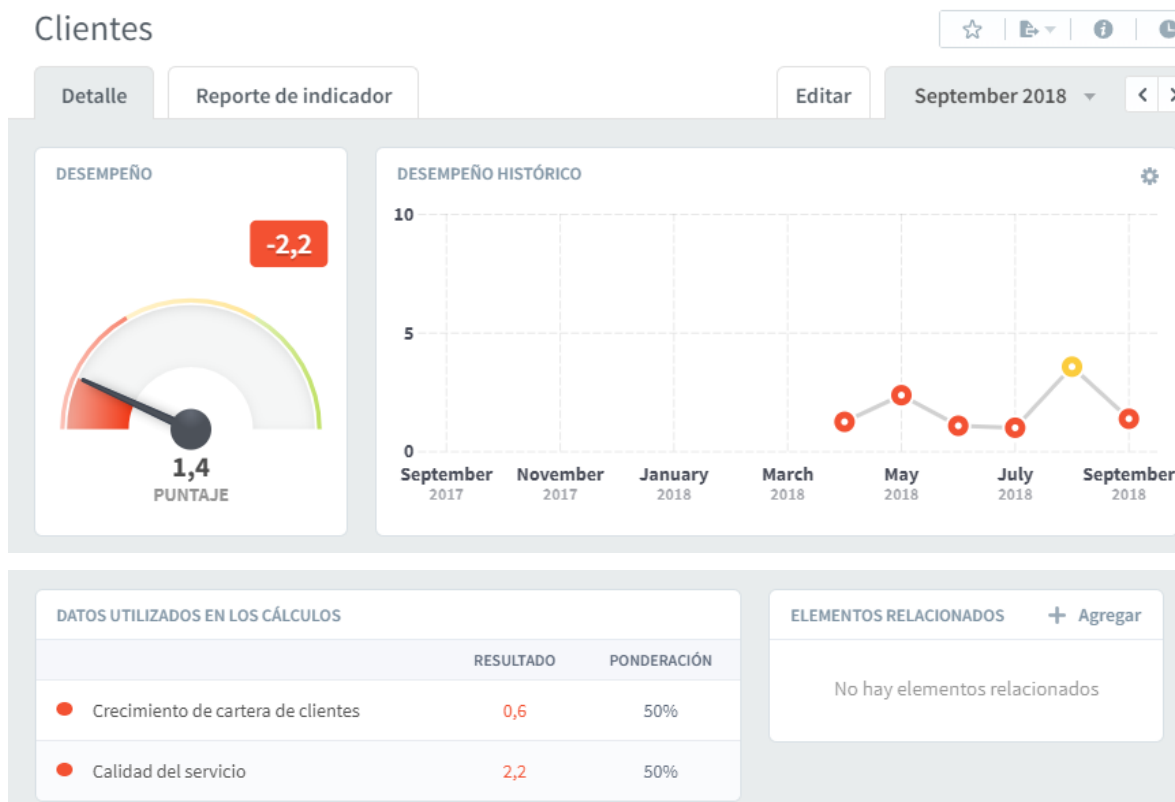 Clientes
Detalle
Reporte de indicador
Editar
September 2018
DESEMPEÑO
-2,2
1,4
PUNTAJE
DESEMPEÑO HISTÓRICO
10
5
0
September November January March May July September
2017 2017 2018 2018 2018 2018 2018
DATOS UTILIZADOS EN LOS CÁLCULOS
RESULTADO PONDERACIÓN
Crecimiento de cartera de clientes 0,6 50%
Calidad del servicio 2,2 50%
ELEMENTOS RELACIONADOS + Agregar
No hay elementos relacionados